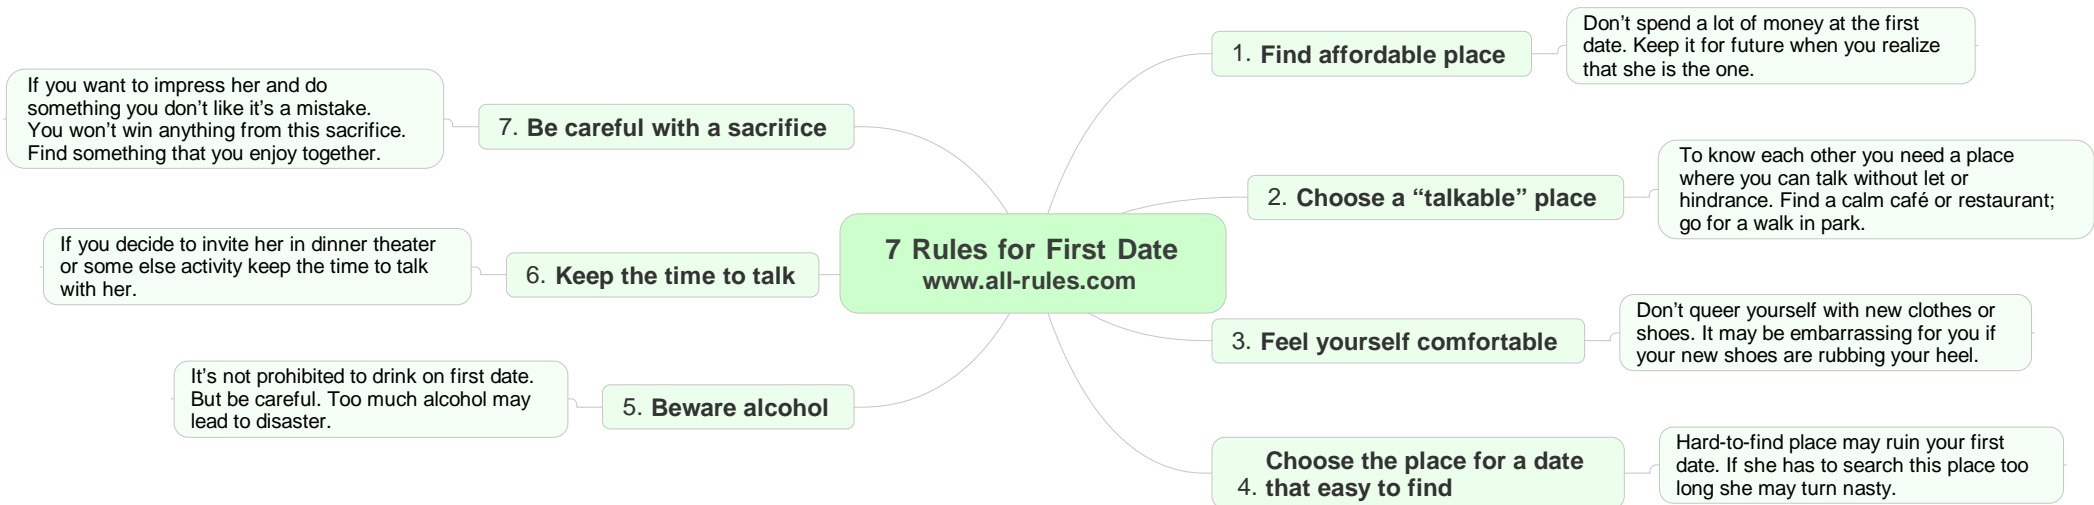 7 Rules for First Date
www.all-rules.com
1. Find affordable place
Don’t spend a lot of money at the first
date. Keep it for future when you realize
that she is the one.
2. Choose a “talkable” place
To know each other you need a place
where you can talk without let or
hindrance. Find a calm café or restaurant;
go for a walk in park.
3. Feel yourself comfortable
Don’t queer yourself with new clothes or
shoes. It may be embarrassing for you if
your new shoes are rubbing your heel.
Choose the place for a date
4. that easy to find
Hard-to-find place may ruin your first
date. If she has to search this place too
long she may turn nasty.
5. Beware alcohol
It’s not prohibited to drink on first date.
But be careful. Too much alcohol may
lead to disaster.
6. Keep the time to talk
If you decide to invite her in dinner theater
or some else activity keep the time to talk
with her.
7. Be careful with a sacrifice
If you want to impress her and do
something you don’t like it’s a mistake.
You won’t win anything from this sacrifice.
Find something that you enjoy together.